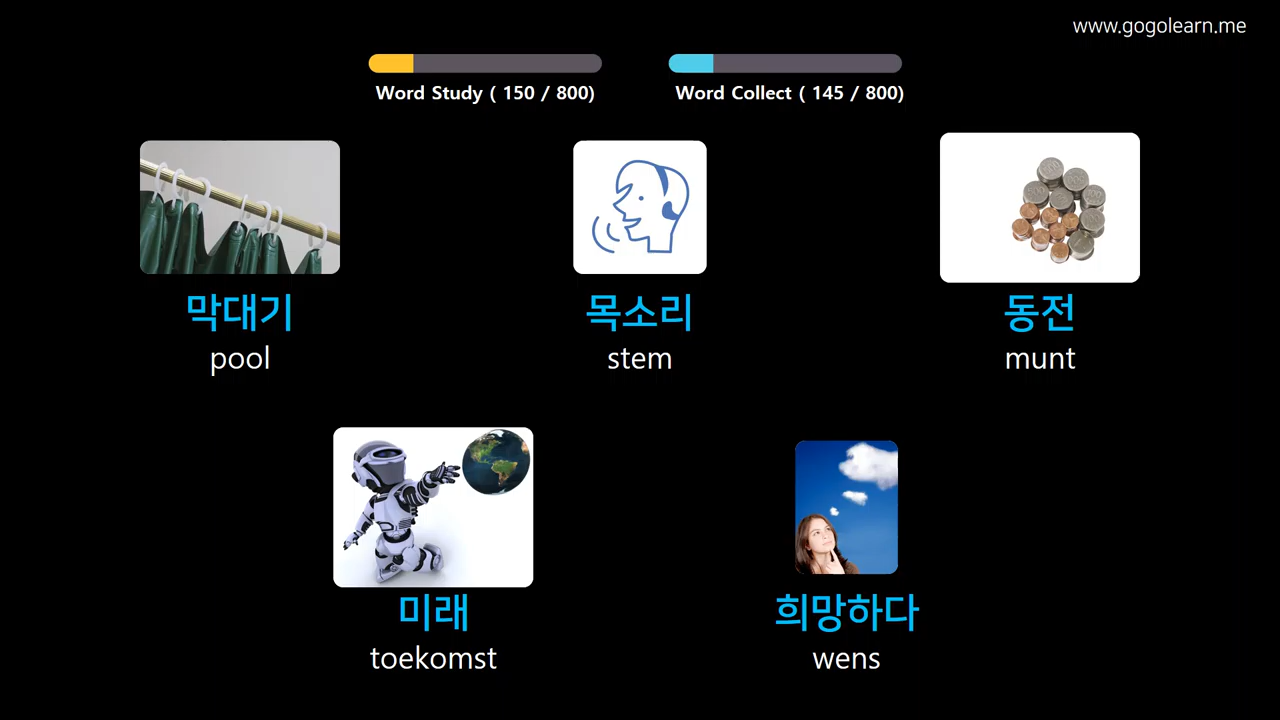 www.gogolearn.me
Word Study ( 150 / 800)
Word Collect ( 145 / 800)
막대기
pool
목소리
stem
동전
munt
미래
toekomst
희망하다
wens